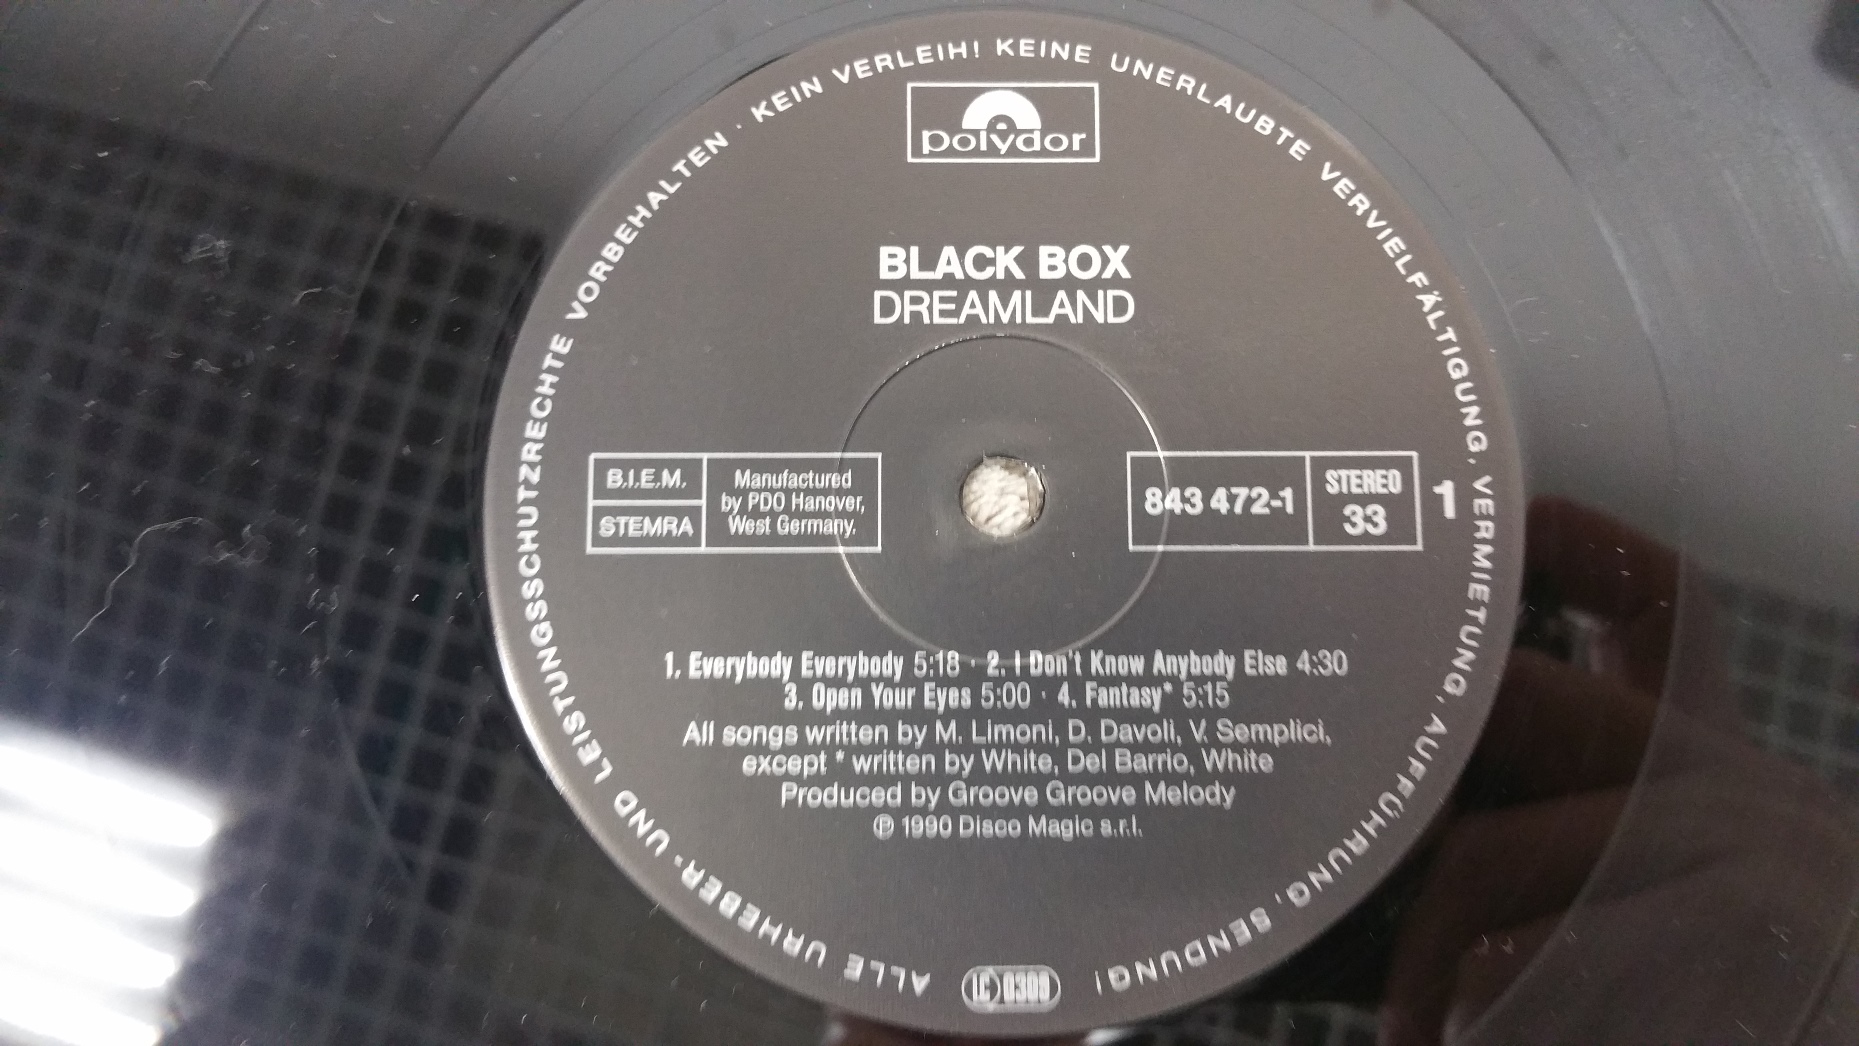 ALLE URHEBER- UND LEISTUNGSSCHUTZRECHTE VORBEHALTEN · KEIN VERLEIH! KEINE UNERLAUBTE VERVIELFÄLTIGUNG, VERMIETUNG, AUFFÜHRUNG, SENDUNG!
polydor
BLACK BOX
DREAMLAND
B.I.E.M.
STEMRA
Manufactured
by PDO Hanover,
West Germany.
843 472-1
STEREO
33
1
1. Everybody Everybody 5:18 · 2. I Don't Know Anybody Else 4:30
3. Open Your Eyes 5:00 · 4. Fantasy* 5:15
All songs written by M. Limoni, D. Davoli, V. Semplici,
except * written by White, Del Barrio, White
Produced by Groove Groove Melody
℗ 1990 Disco Magic s.r.l.
LC 0309